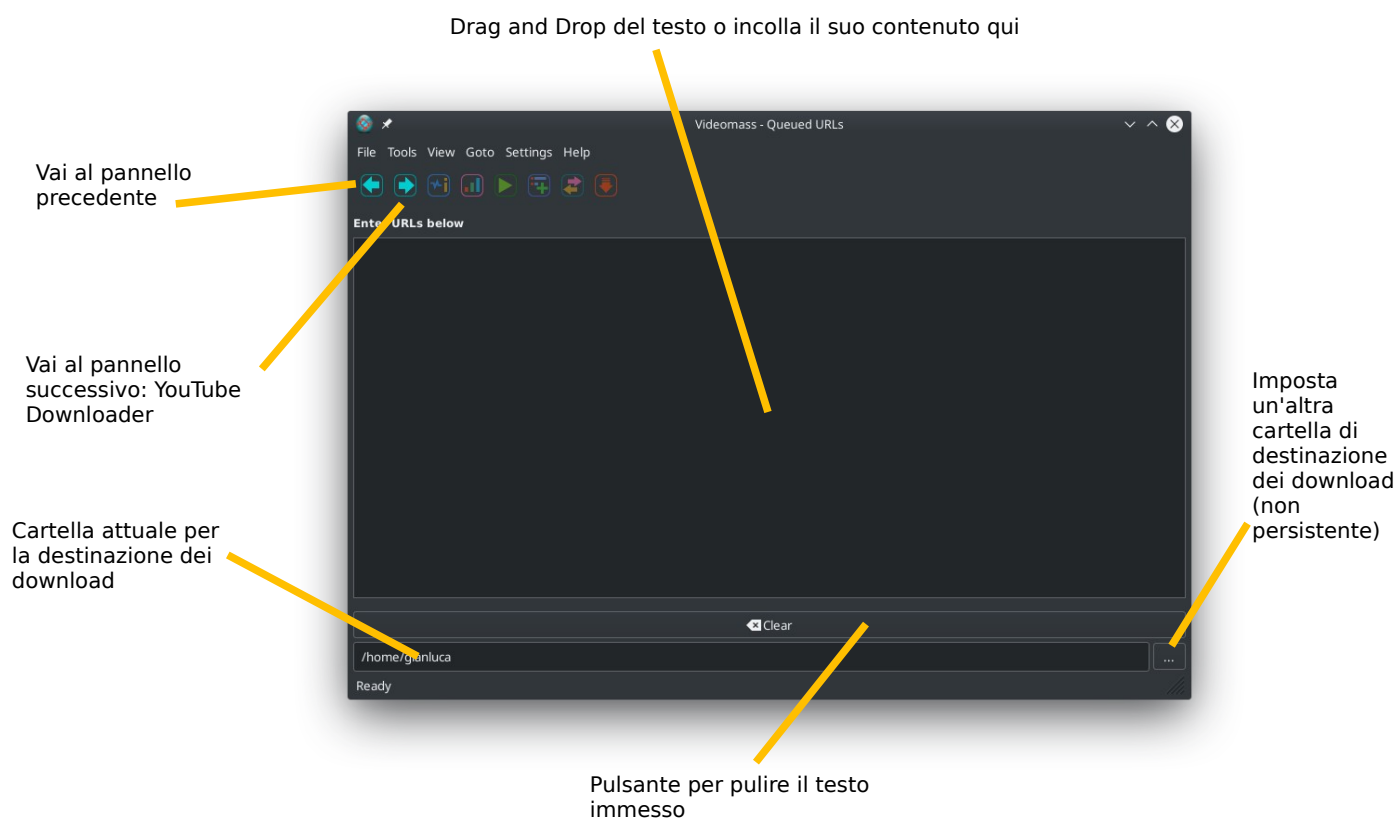 Drag and Drop del testo o incolla il suo contenuto qui
Videomass - Queued URLs
File Tools View Goto Settings Help
Vai al pannello
precedente
Enter URLs below
Vai al pannello
successivo: YouTube
Downloader
Imposta
un'altra
cartella di
destinazione
dei download
(non
persistente)
Cartella attuale per
la destinazione dei
download
Clear
/home/gianluca
...
Ready
Pulsante per pulire il testo
immesso